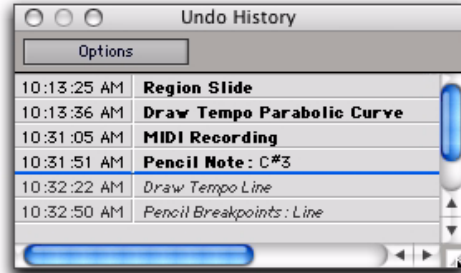 Undo History
Options
10:13:25 AM Region Slide
10:13:36 AM Draw Tempo Parabolic Curve
10:31:05 AM MIDI Recording
10:31:51 AM Pencil Note: C#3
10:32:22 AM Draw Tempo Line
10:32:50 AM Pencil Breakpoints: Line